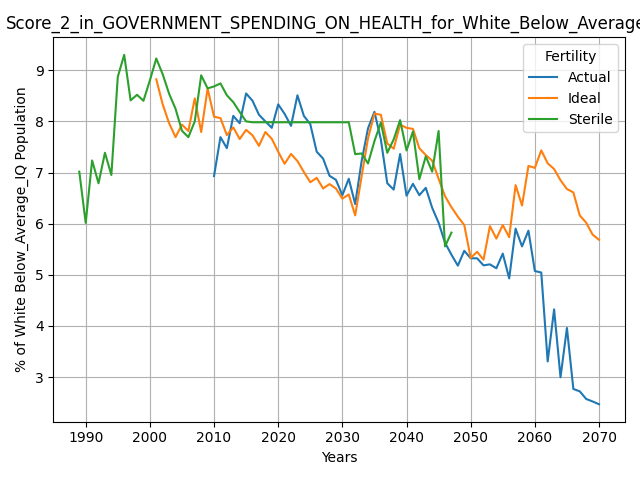 Score_2_in_GOVERNMENT_SPENDING_ON_HEALTH_for_White_Below_Average
% of White Below_Average_IQ Population
9
8
7
6
5
4
3
Fertility
Actual
Ideal
Sterile
1990 2000 2010 2020 2030 2040 2050 2060 2070
Years